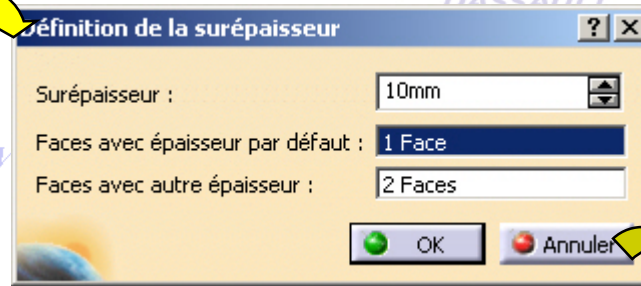 DASSAULT
Définition de la surépaisseur
Surépaisseur : 10mm
Faces avec épaisseur par défaut : 1 Face
Faces avec autre épaisseur : 2 Faces
OK Annuler